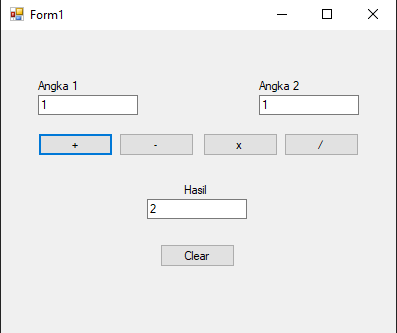 Form1
Angka 1 Angka 2
1 1
+ - x /
Hasil
2
Clear